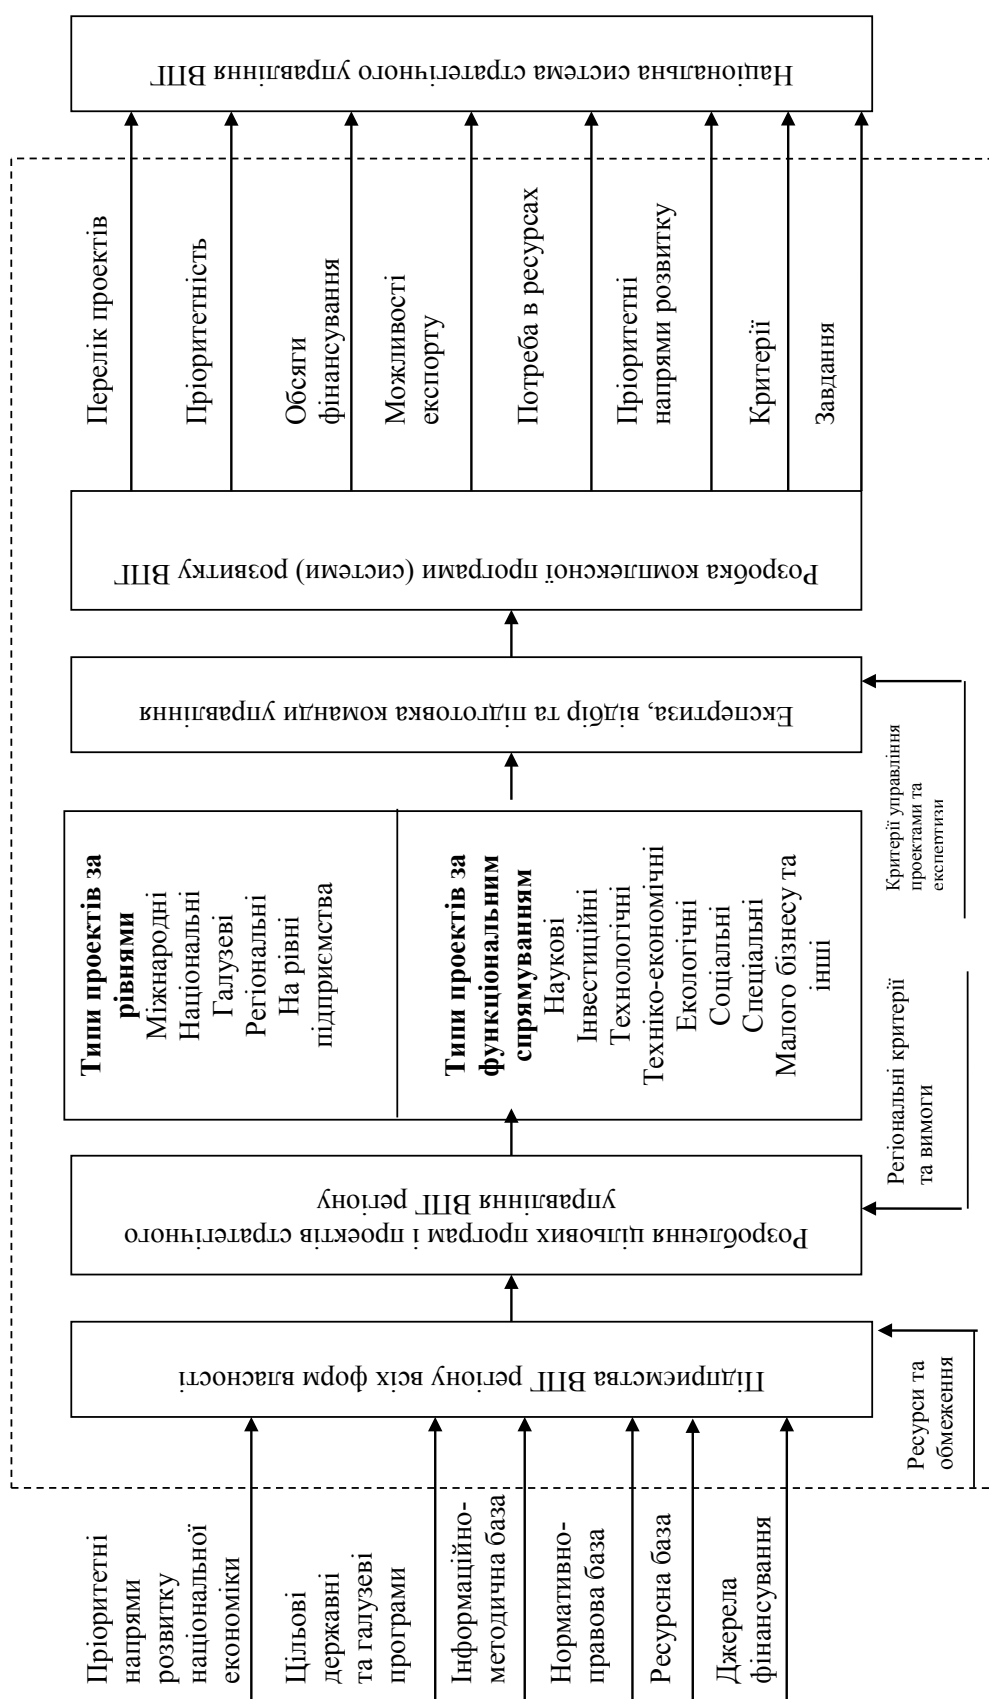 Пріоритетні
напрями
розвитку
національної
економіки
Цільові
державні
та галузеві
програми
Інформаційно-
методична база
Нормативно-
правова база
Ресурсна база
Джерела
фінансування
Підприємства ВПГ регіону всіх форм власності
Ресурси та
обмеження
Розроблення цільових програм і проектів стратегічного
управління ВПГ регіону
Регіональні критерії
та вимоги
Типи проектів за
рівнями
Міжнародні
Національні
Галузеві
Регіональні
На рівні
підприємства
Типи проектів за
функціональним
спрямуванням
Наукові
Інвестиційні
Технологічні
Техніко-економічні
Екологічні
Соціальні
Спеціальні
Малого бізнесу та
інші
Критерії управління
проектами та
експертизи
Експертиза, відбір та підготовка команди управління
Розробка комплексної програми (системи) розвитку ВПГ
Перелік проектів
Пріоритетність
Обсяги
фінансування
Можливості
експорту
Потреба в ресурсах
Пріоритетні
напрями розвитку
Критерії
Завдання
Національна система стратегічного управління ВПГ